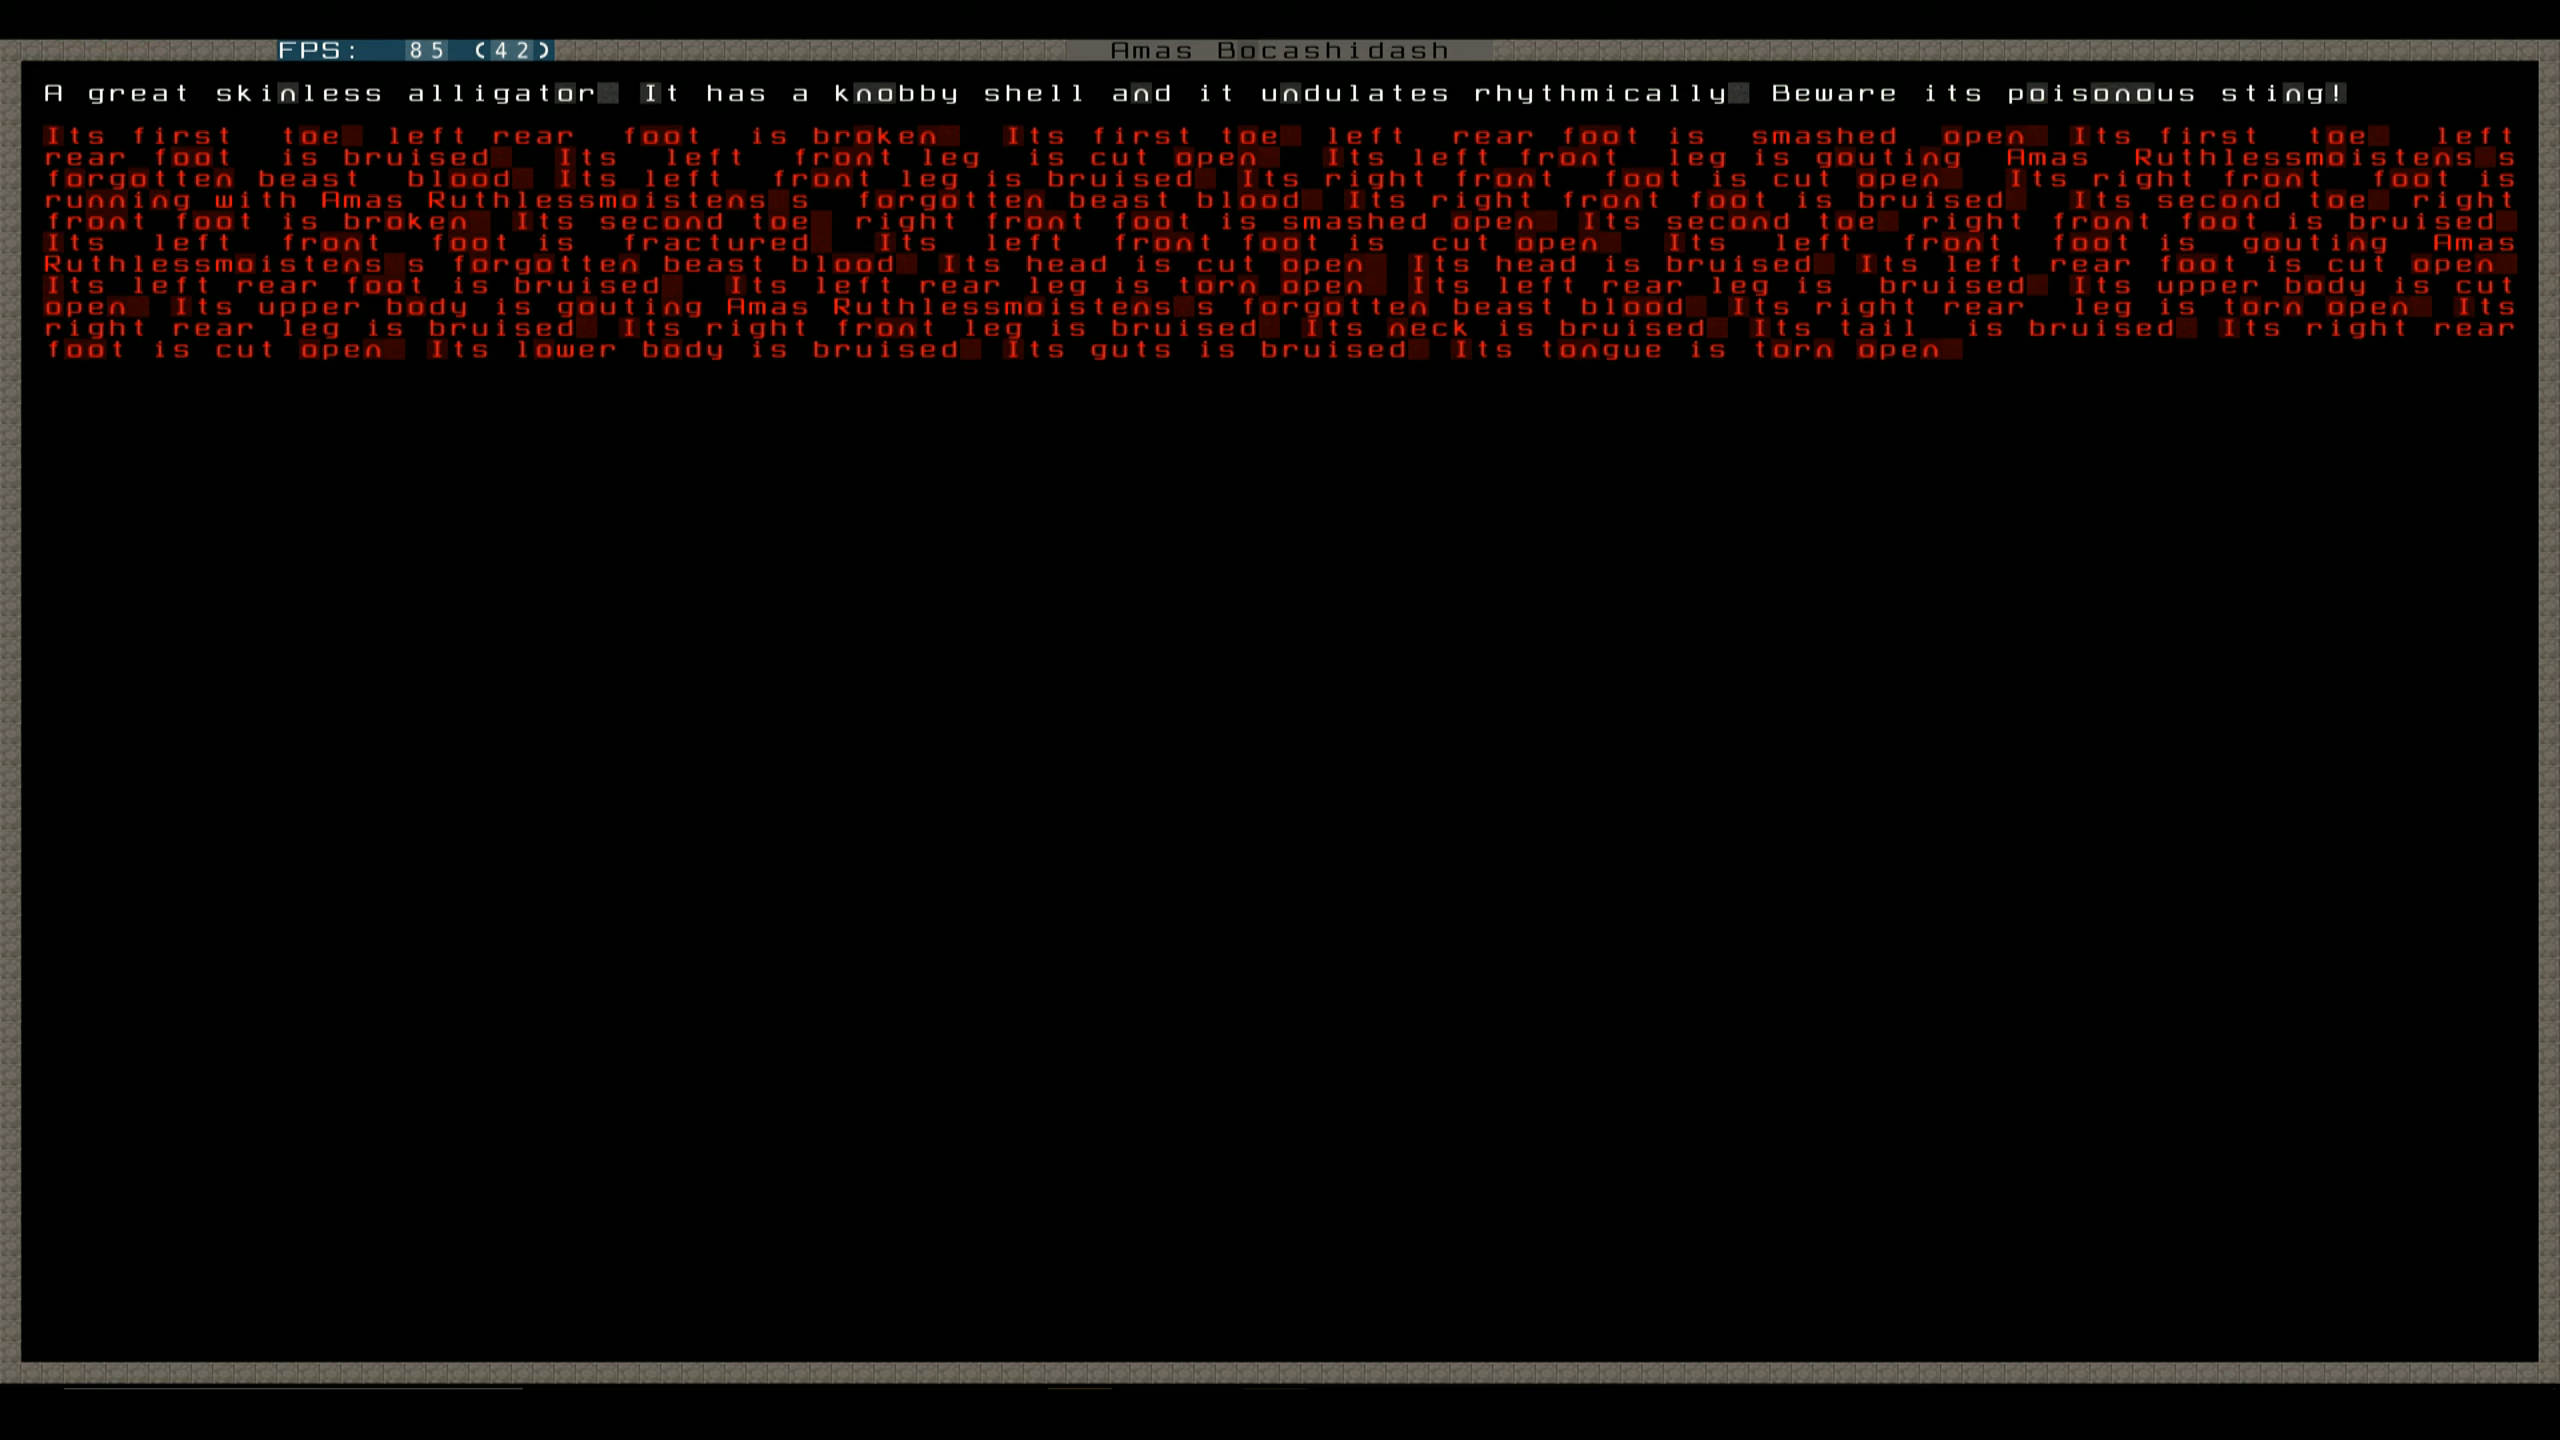 FPS: 85 (42)
Amas Bocashidash
A great skinless alligator It has a knobby shell and it undulates rhythmically Beware its poisonous sting!
Its first toe left rear foot is broken Its first toe left rear foot is smashed open Its first toe left
rear foot is bruised Its left front leg is cut open Its left front leg is gouting Amas Ruthlessmoistens s
forgotten beast blood Its left front leg is bruised Its right front foot is cut open Its right front foot is
running with Amas Ruthlessmoistens s forgotten beast blood Its right front foot is bruised Its second toe right
front foot is broken Its second toe right front foot is smashed open Its second toe right front foot is bruised
Its left front foot is fractured Its left front foot is cut open Its left front foot is gouting Amas
Ruthlessmoistens s forgotten beast blood Its head is cut open Its head is bruised Its left rear foot is cut open
Its left rear foot is bruised Its left rear leg is torn open Its left rear leg is bruised Its upper body is cut
open Its upper body is gouting Amas Ruthlessmoistens s forgotten beast blood Its right rear leg is torn open Its
right rear leg is bruised Its right front leg is bruised Its neck is bruised Its tail is bruised Its right rear
foot is cut open Its lower body is bruised Its guts is bruised Its tongue is torn open